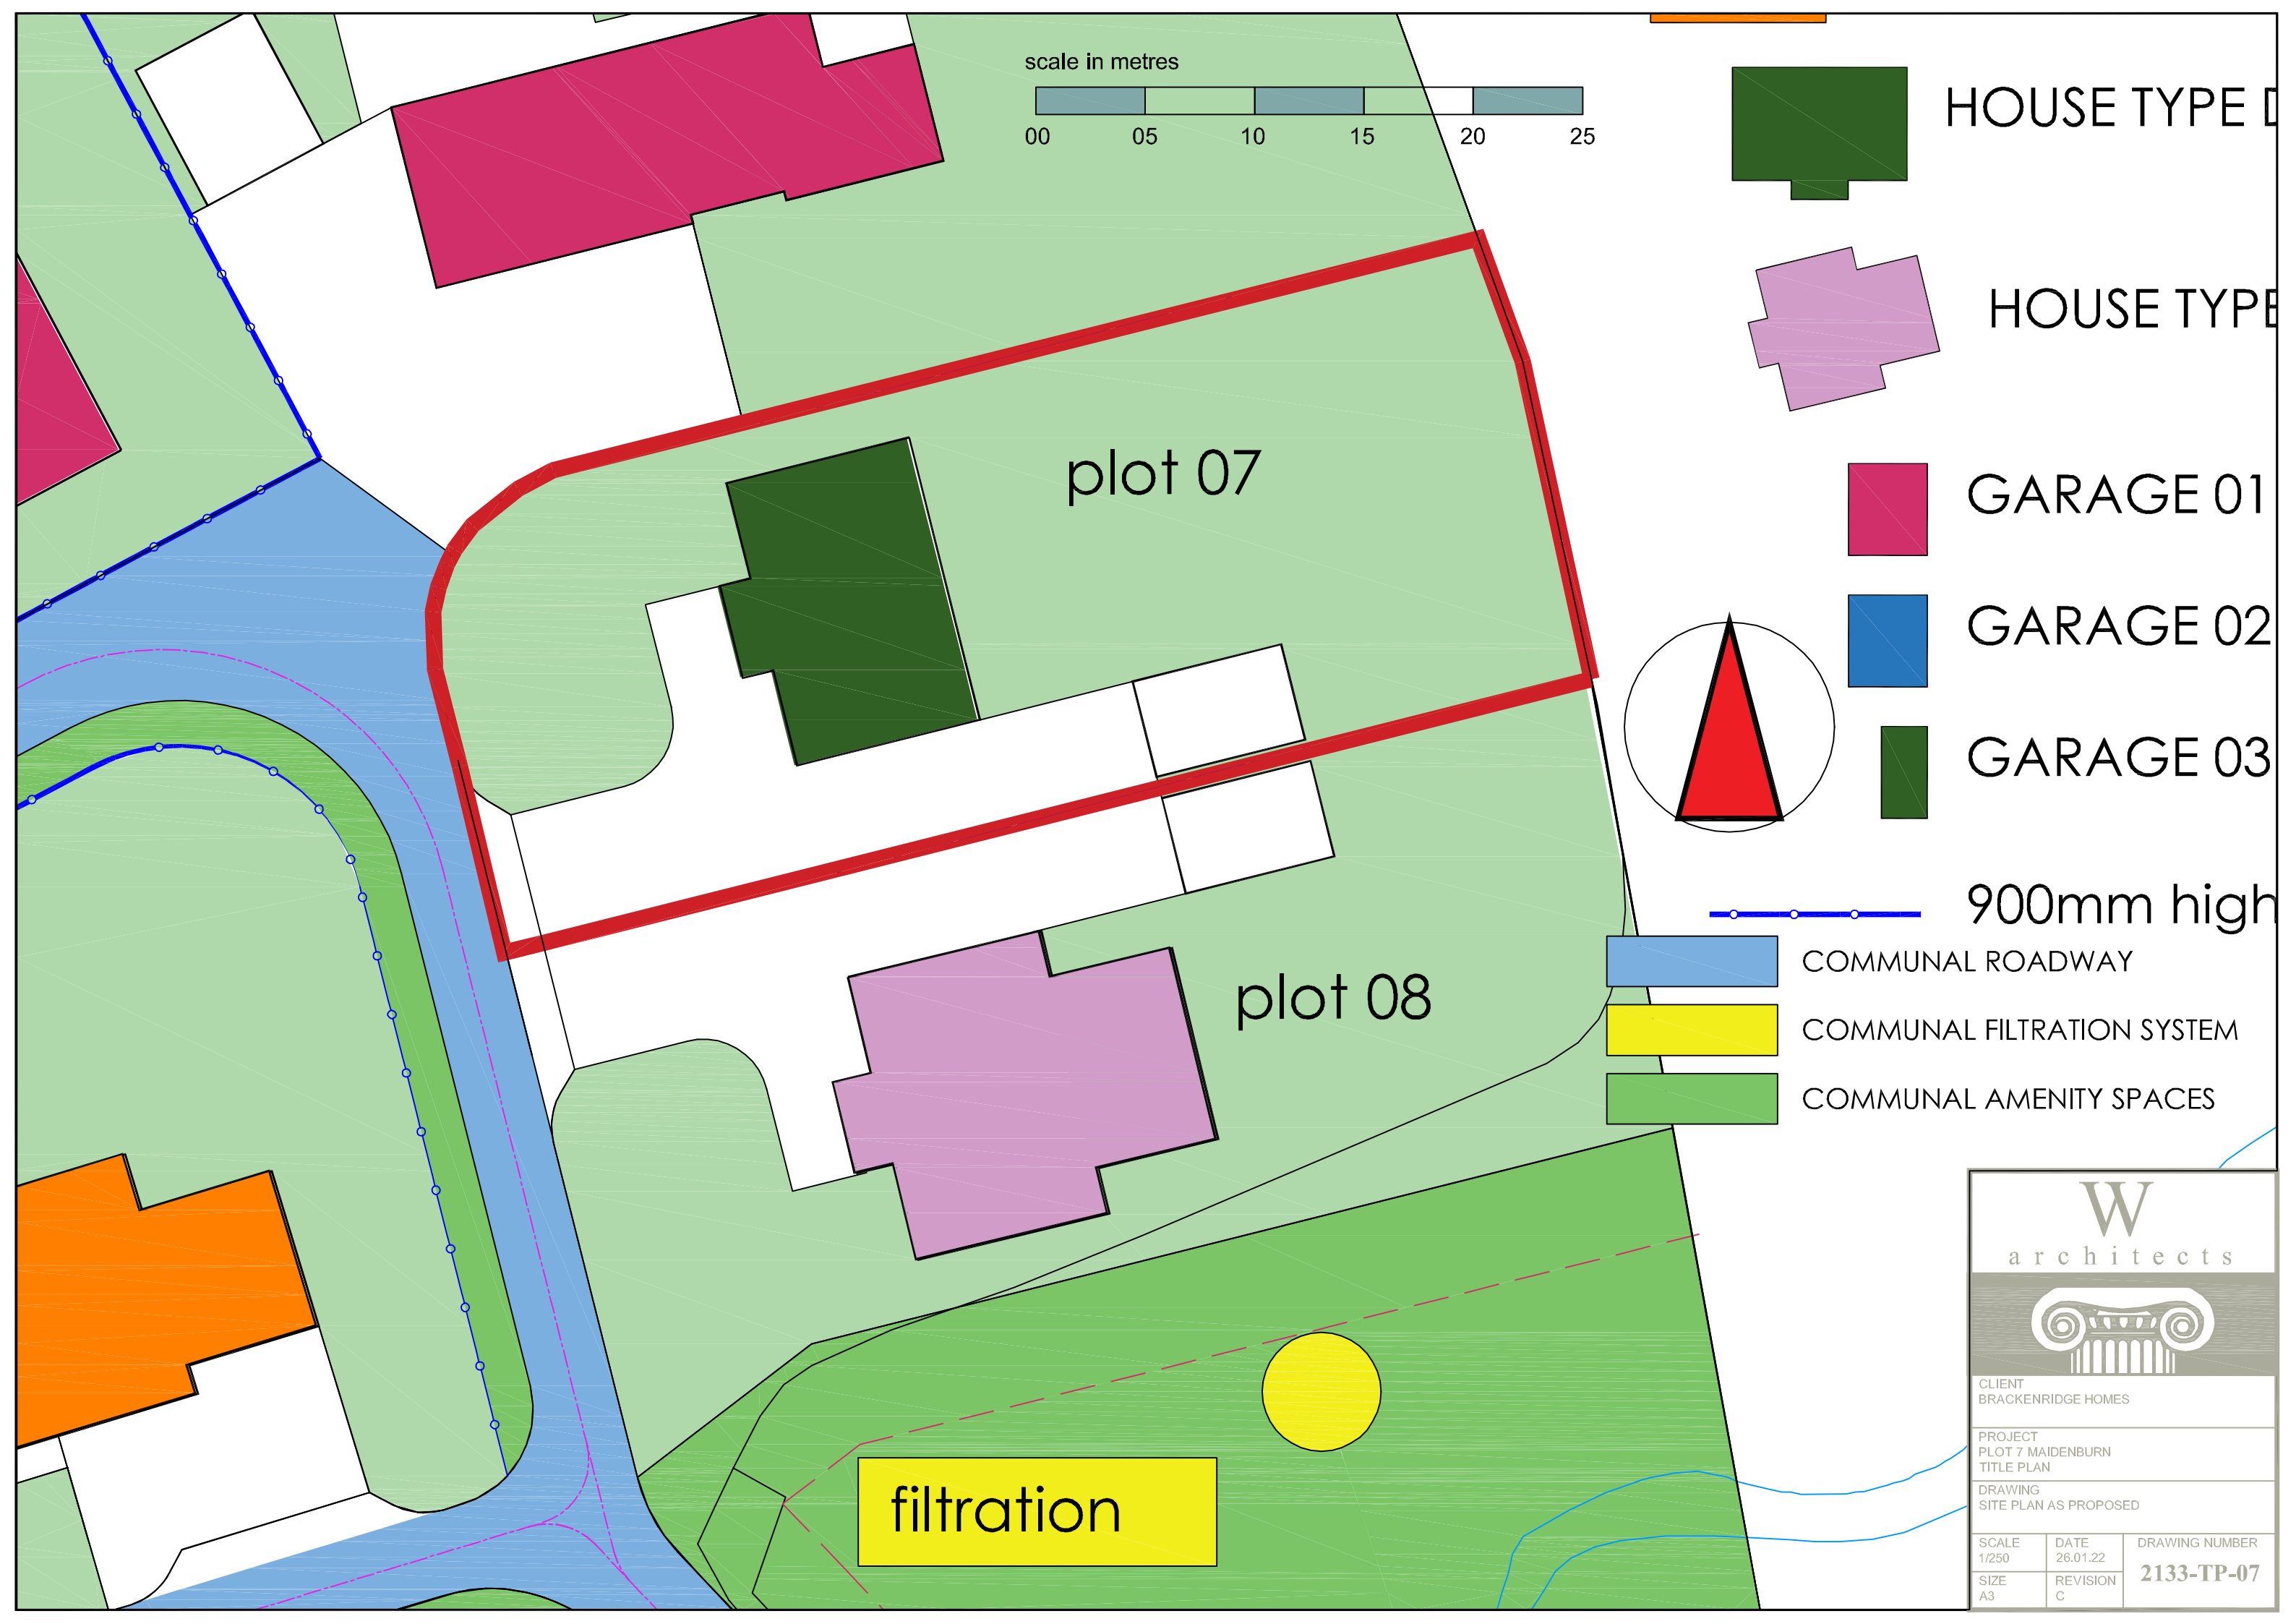 scale in metres
00 05 10 15 20 25
HOUSE TYPE D
HOUSE TYPE
plot 07
GARAGE 01
GARAGE 02
GARAGE 03
900mm high
COMMUNAL ROADWAY
plot 08
COMMUNAL FILTRATION SYSTEM
COMMUNAL AMENITY SPACES
filtration
W
architects
CLIENT
BRACKENRIDGE HOMES
PROJECT
PLOT 7 MAIDENBURN
TITLE PLAN
DRAWING
SITE PLAN AS PROPOSED
SCALE DATE DRAWING NUMBER
1/250 26.01.22
2133-TP-07
SIZE REVISION
A3 C